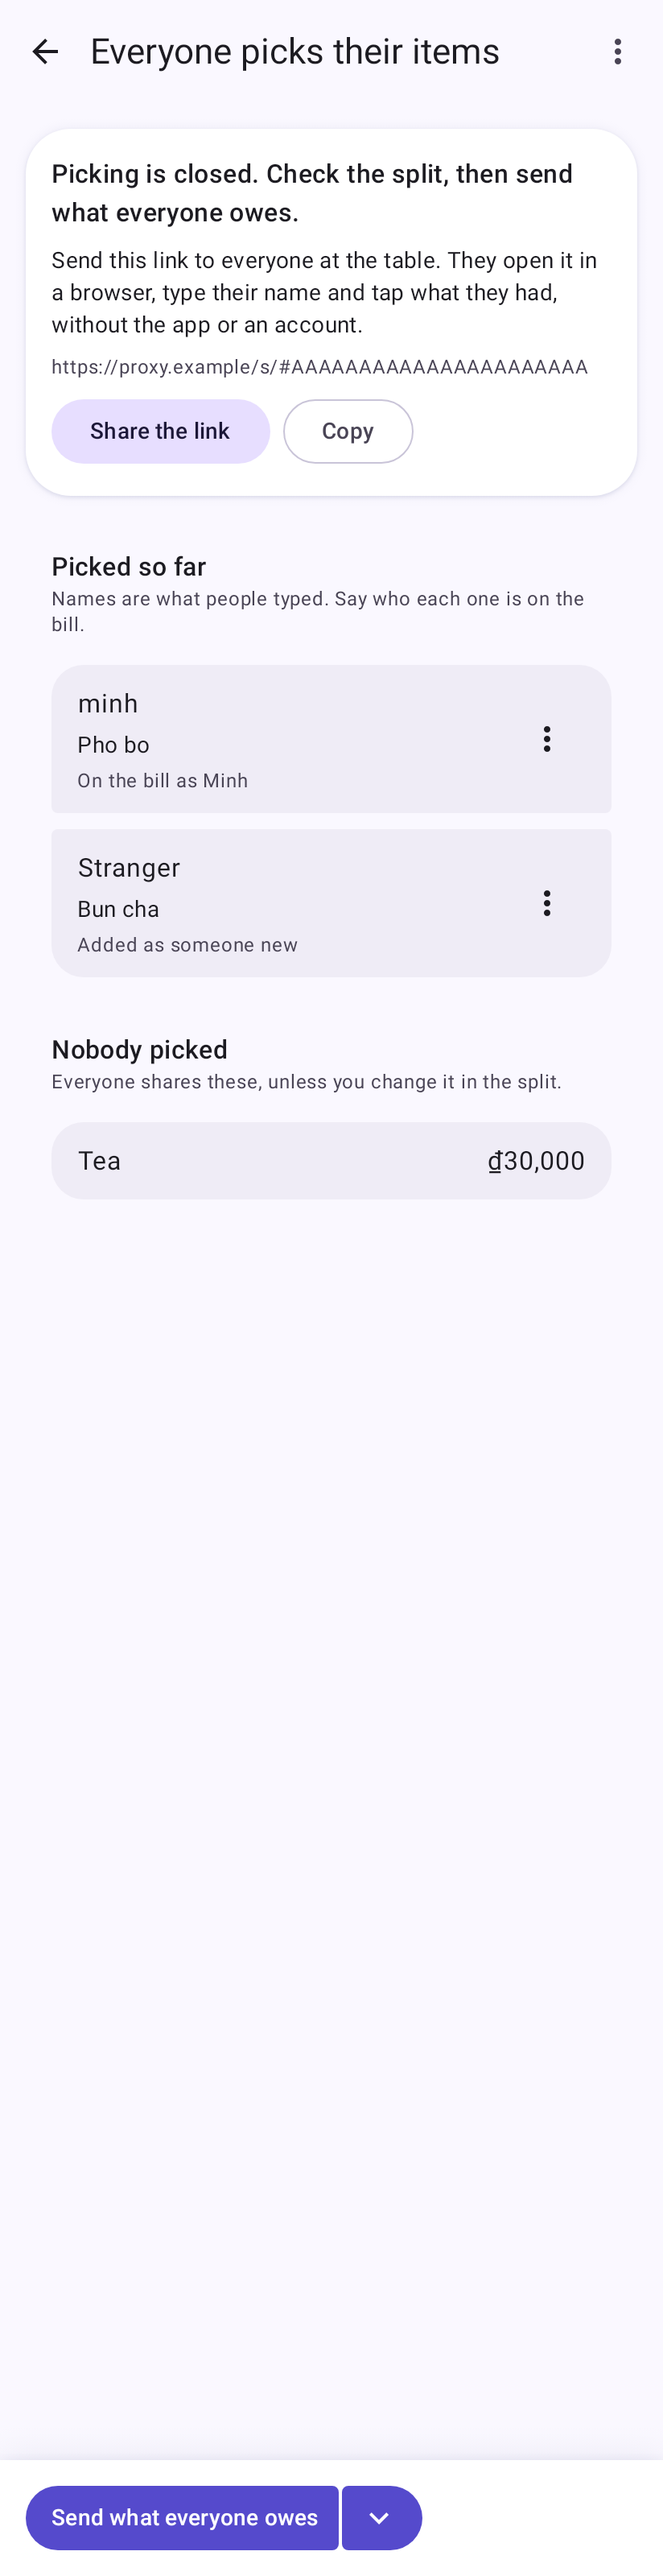 Everyone picks their items
Picking is closed. Check the split, then send
what everyone owes.
Send this link to everyone at the table. They open it in
a browser, type their name and tap what they had,
without the app or an account.
https://proxy.example/s/#AAAAAAAAAAAAAAAAAAAAAA
Share the link
Copy
Picked so far
Names are what people typed. Say who each one is on the
bill.
minh
Pho bo
On the bill as Minh
Stranger
Bun cha
Added as someone new
Nobody picked
Everyone shares these, unless you change it in the split.
Tea ₫30,000
Send what everyone owes